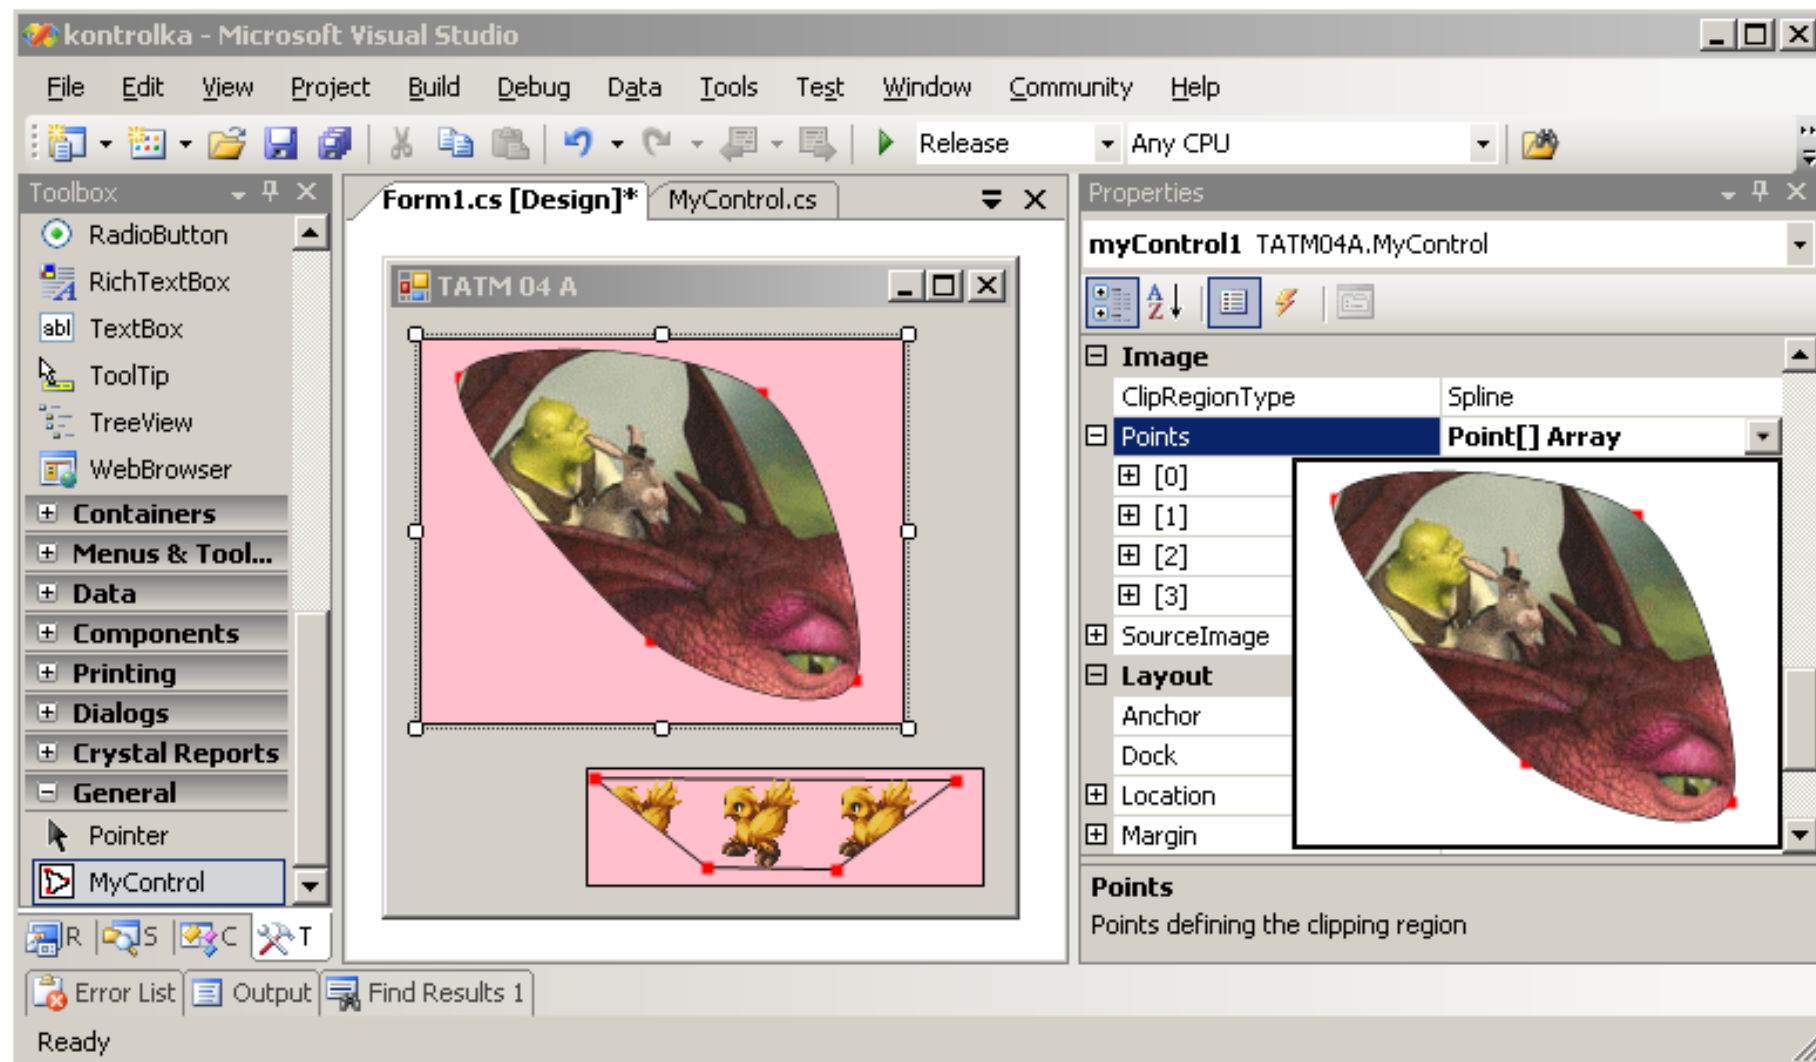 kontrolka - Microsoft Visual Studio
File Edit View Project Build Debug Data Tools Test Window Community Help
Release Any CPU
Toolbox
RadioButton
RichTextBox
abl TextBox
ToolTip
TreeView
WebBrowser
Containers
Menus & Tool...
Data
Components
Printing
Dialogs
Crystal Reports
General
Pointer
MyControl
R S C T
Form1.cs [Design]* MyControl.cs
TATM 04 A
Properties
myControl1 TATM04A.MyControl
A
Z
Image
ClipRegionType Spline
Points Point[] Array
[0]
[1]
[2]
[3]
SourceImage
Layout
Anchor
Dock
Location
Margin
Points
Points defining the clipping region
Error List Output Find Results 1
Ready